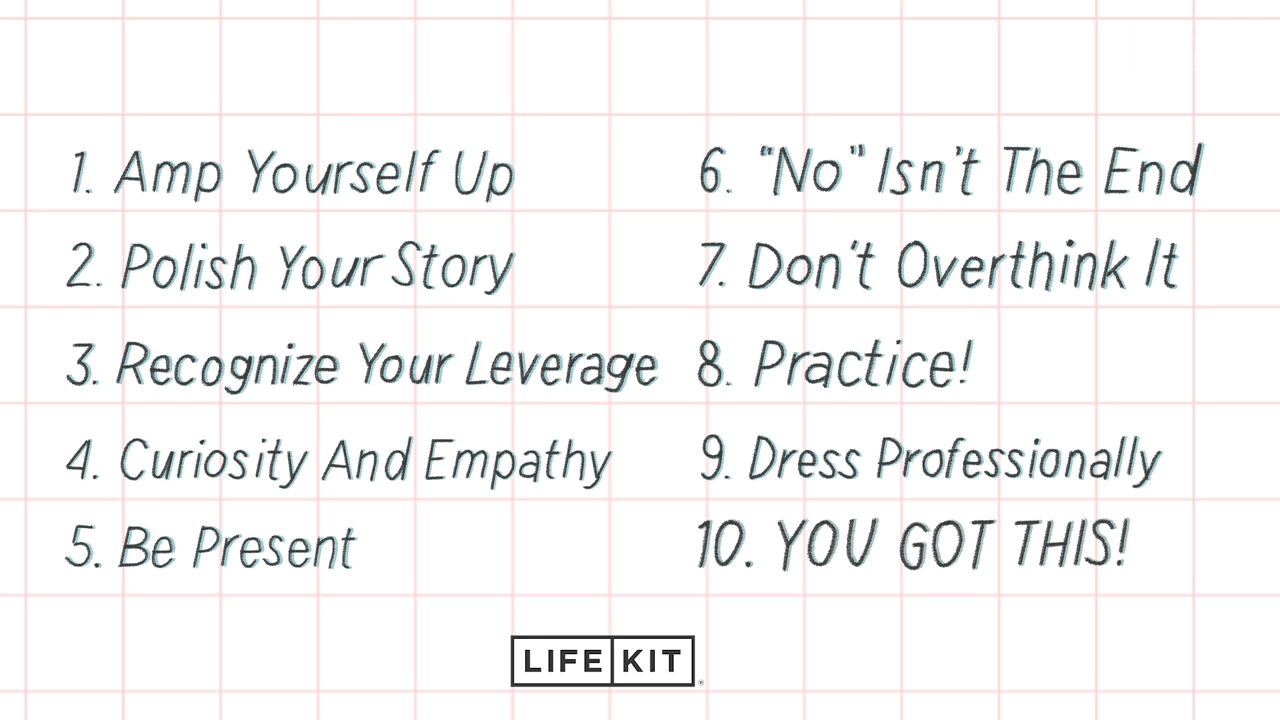 1. Amp Yourself Up
2. Polish Your Story
3. Recognize Your Leverage
4. Curiosity And Empathy
5. Be Present
6. "No" Isn't The End
7. Don't Overthink It
8. Practice!
9. Dress Professionally
10. YOU GOT THIS!
LIFE KIT